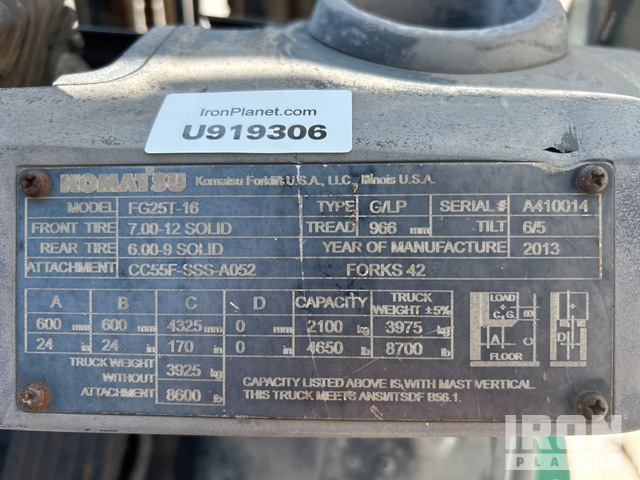 IronPlanet.com
U919306
KOMATSU Komatsu Forklift U.S.A., LLC., Illinois U.S.A.
MODEL FG25T-16 TYPE G/LP SERIAL # A410014
FRONT TIRE 7.00-12 SOLID TREAD 966 mm TILT 6/5
REAR TIRE 6.00-9 SOLID YEAR OF MANUFACTURE 2013
ATTACHMENT CC55F-SSS-A052 FORKS 42
A B C D CAPACITY TRUCK WEIGHT ±5%
600 mm 600 mm 4325 mm 0 mm 2100 kg 3975 kg
24 in 24 in 170 in 0 in 4650 lb 8700 lb
TRUCK WEIGHT WITHOUT ATTACHMENT 3925 kg
8600 lb
LOAD
C.G. B
A C D
FLOOR
CAPACITY LISTED ABOVE IS, WITH MAST VERTICAL
THIS TRUCK MEETS ANSI/ITSDF B56.1.
IRON
PLANET